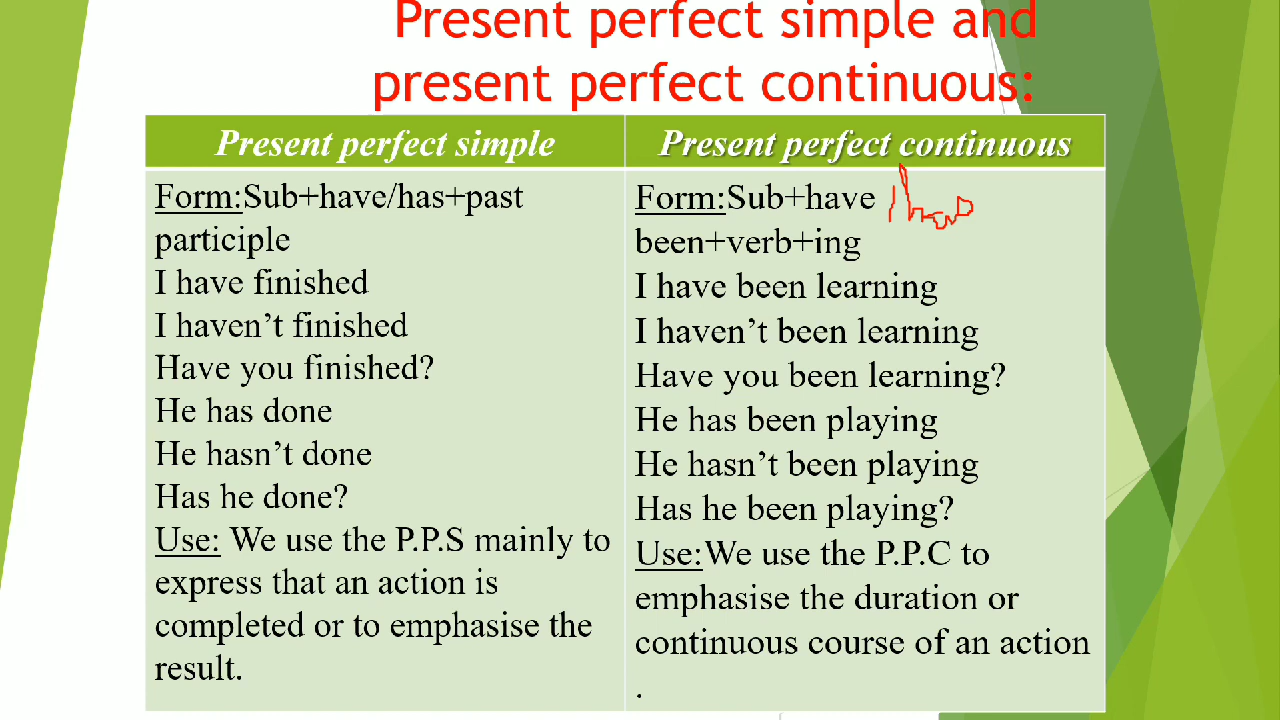 Present perfect simple and
present perfect continuous:
Present perfect simple
Form:Sub+have/has+past
participle
I have finished
I haven't finished
Have you finished?
He has done
He hasn't done
Has he done?
Use: We use the P.P.S mainly to
express that an action is
completed or to emphasise the
result.
Present perfect continuous
Form:Sub+have /has
been+verb+ing
I have been learning
I haven't been learning
Have you been learning?
He has been playing
He hasn't been playing
Has he been playing?
Use:We use the P.P.C to
emphasise the duration or
continuous course of an action
.